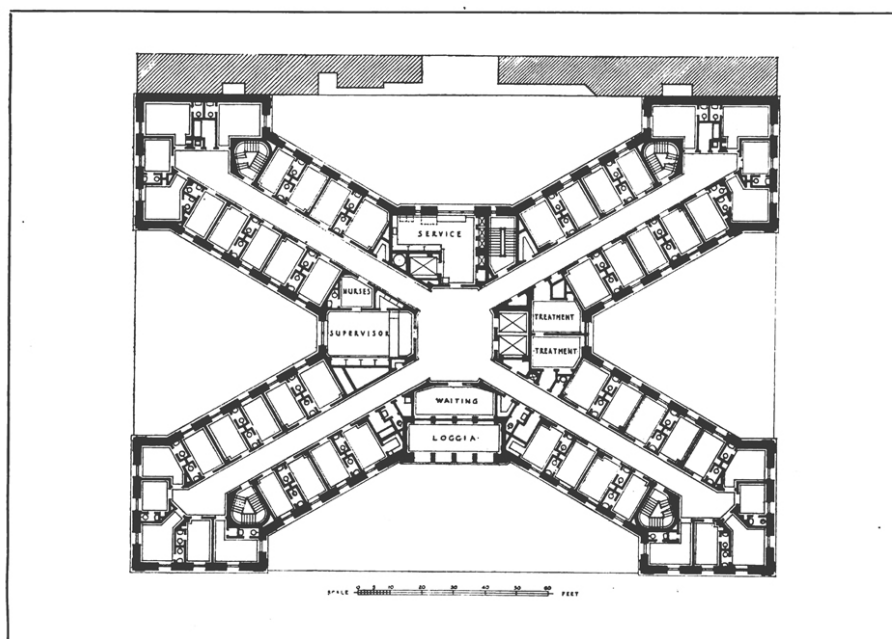 SERVICE
NURSES
SUPERVISOR
TREATMENT
TREATMENT
WAITING
LOGGIA
SCALE 0 5 10 20 30 40 50 60 FEET